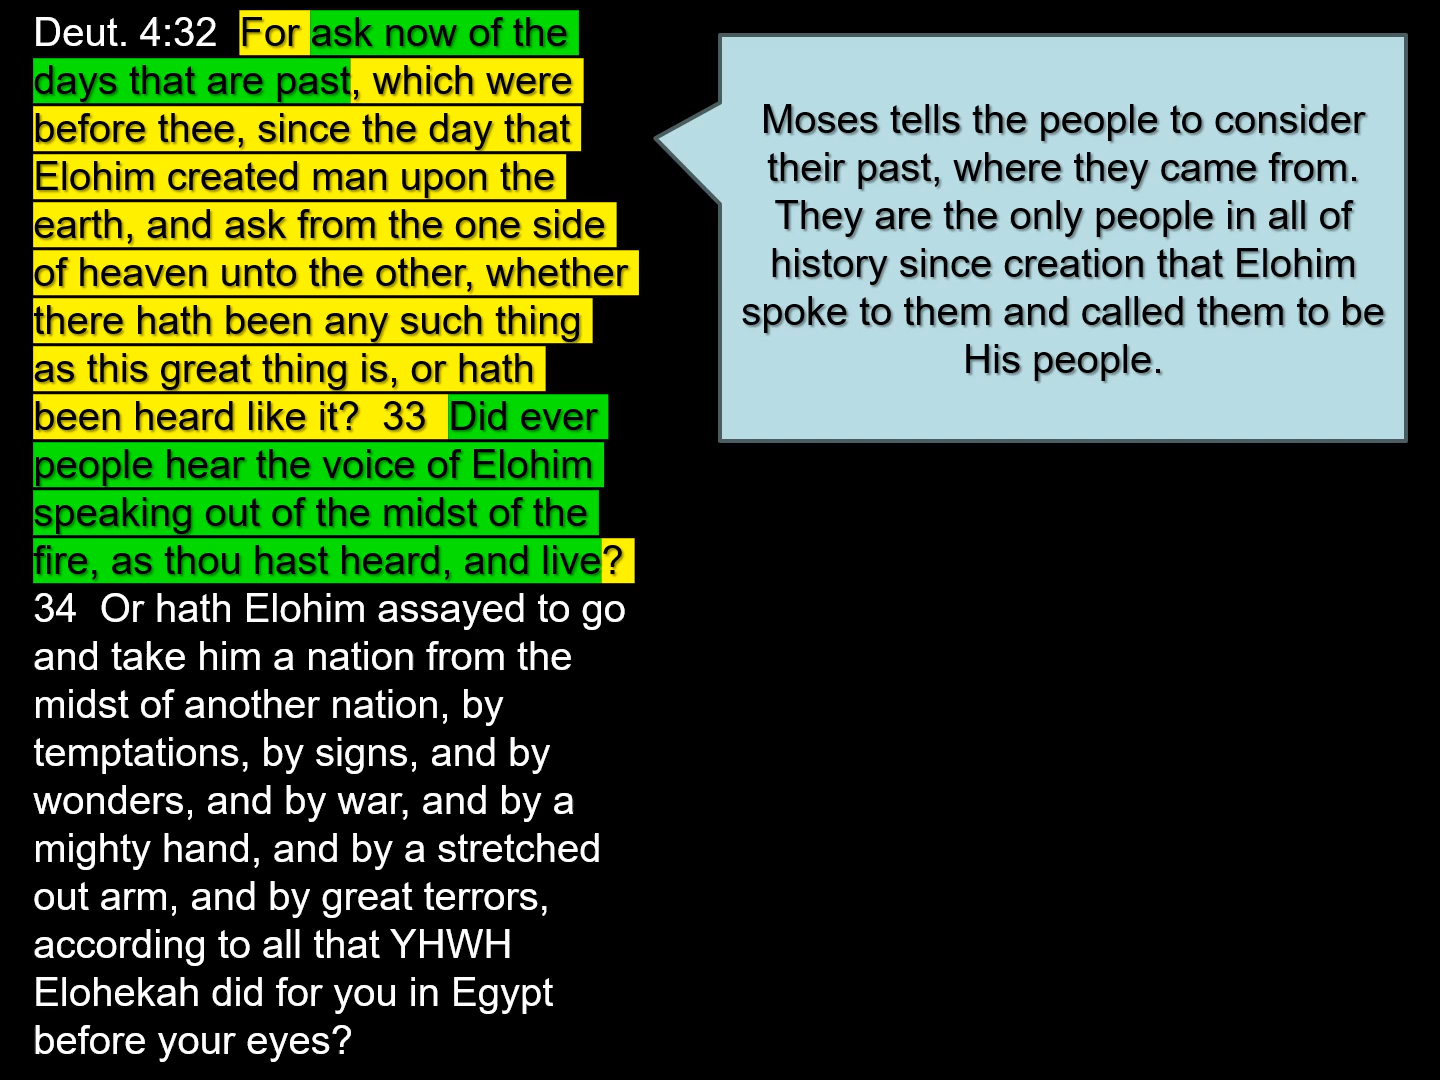 Deut. 4:32  For ask now of the
days that are past, which were
before thee, since the day that
Elohim created man upon the
earth, and ask from the one side
of heaven unto the other, whether
there hath been any such thing
as this great thing is, or hath
been heard like it?  33  Did ever
people hear the voice of Elohim
speaking out of the midst of the
fire, as thou hast heard, and live?
34  Or hath Elohim assayed to go
and take him a nation from the
midst of another nation, by
temptations, by signs, and by
wonders, and by war, and by a
mighty hand, and by a stretched
out arm, and by great terrors,
according to all that YHWH
Elohekah did for you in Egypt
before your eyes?
Moses tells the people to consider
their past, where they came from.
They are the only people in all of
history since creation that Elohim
spoke to them and called them to be
His people.